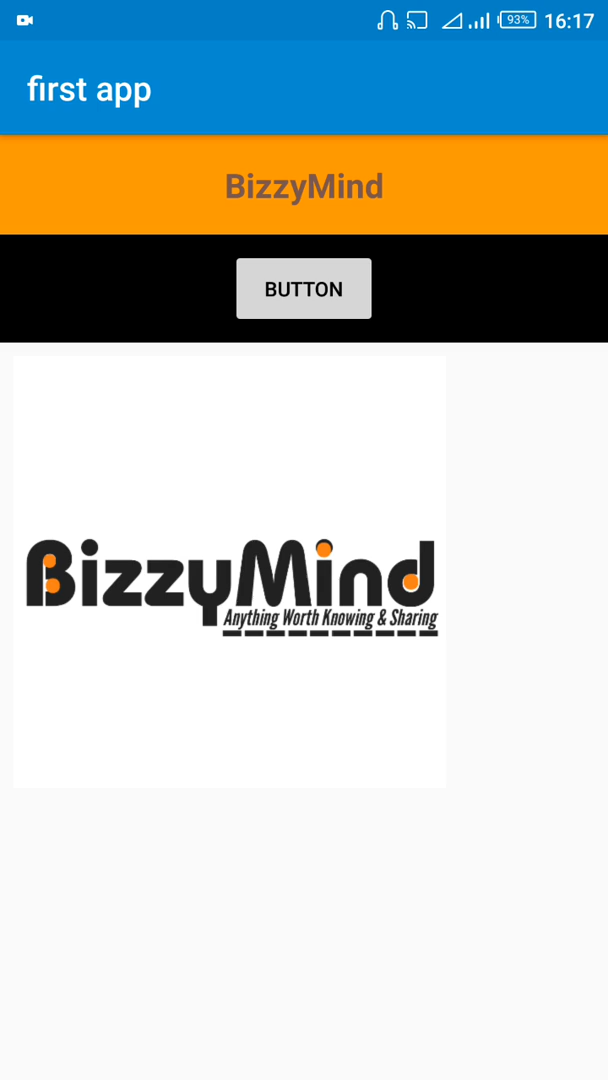 93% 16:17
first app
BizzyMind
BUTTON
BizzyMind
Anything Worth Knowing & Sharing